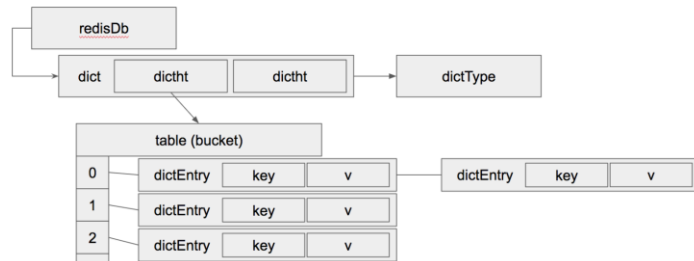 redisDb
dict dictht dictht dictType
table (bucket)
0 dictEntry key v dictEntry key v
1 dictEntry key v
2 dictEntry key v